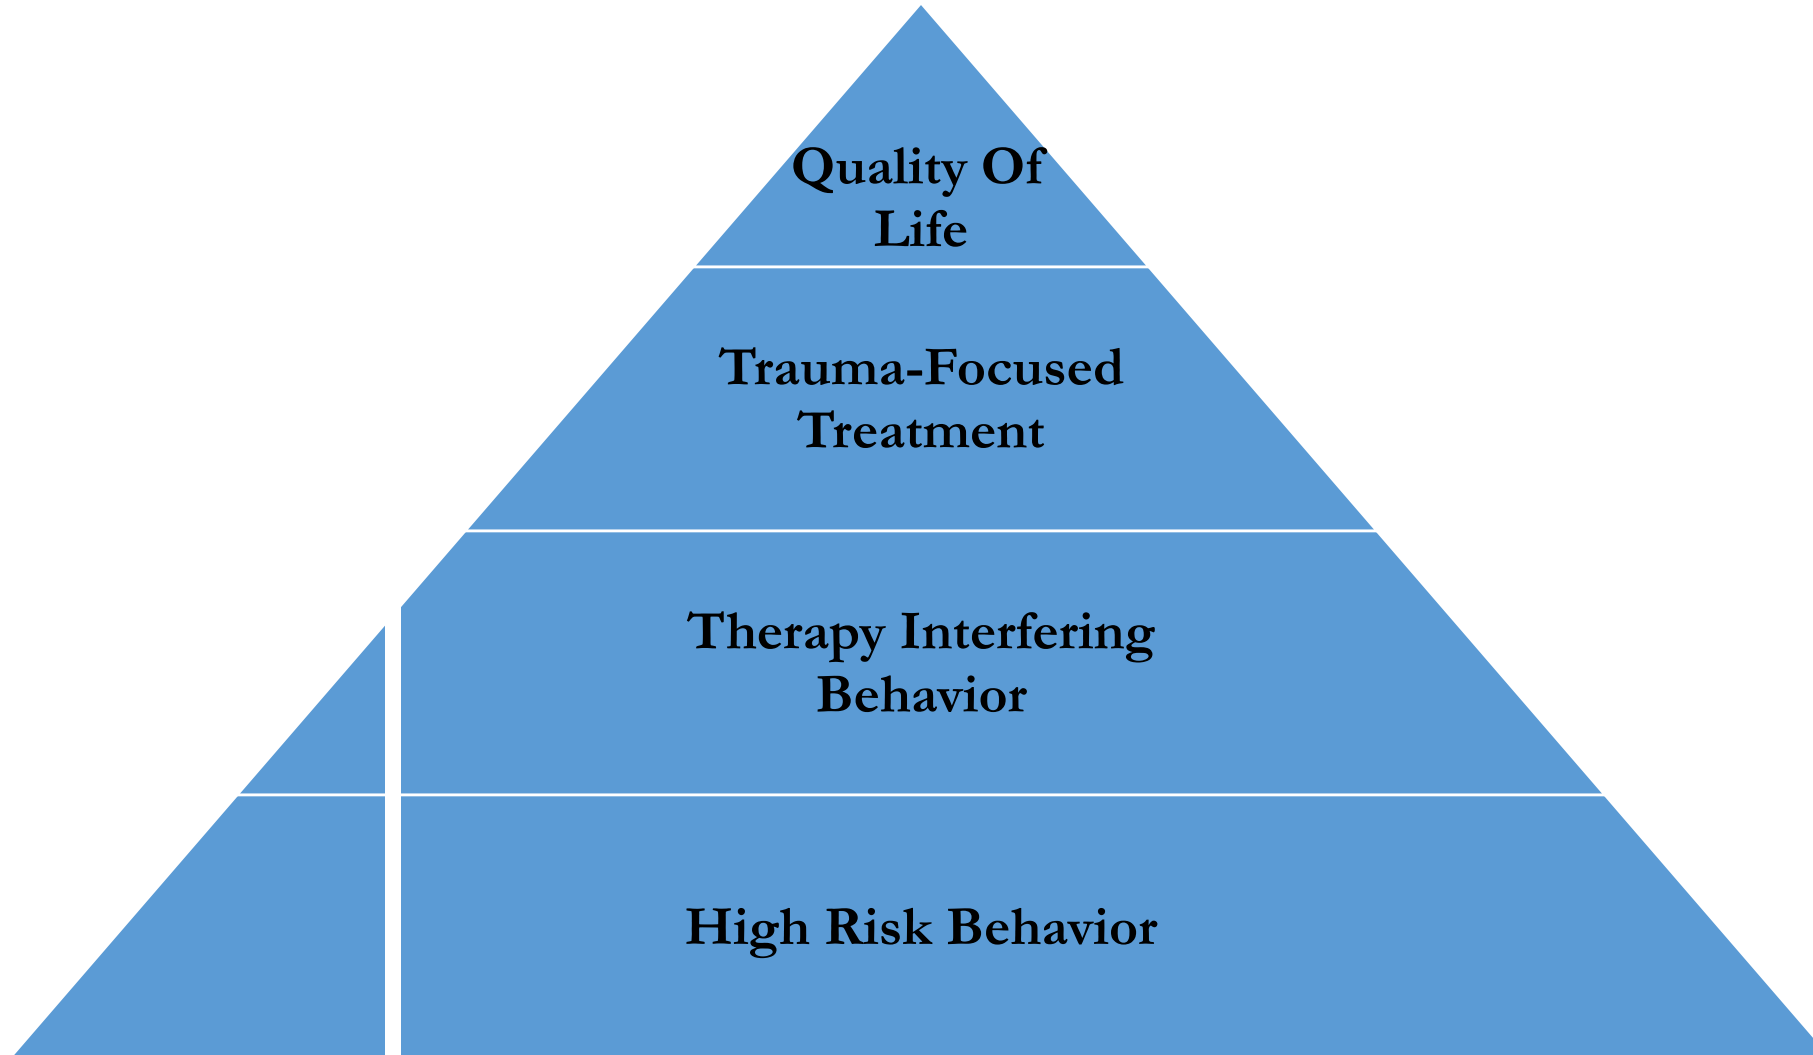 Quality Of
Life
Trauma-Focused
Treatment
Therapy Interfering
Behavior
High Risk Behavior